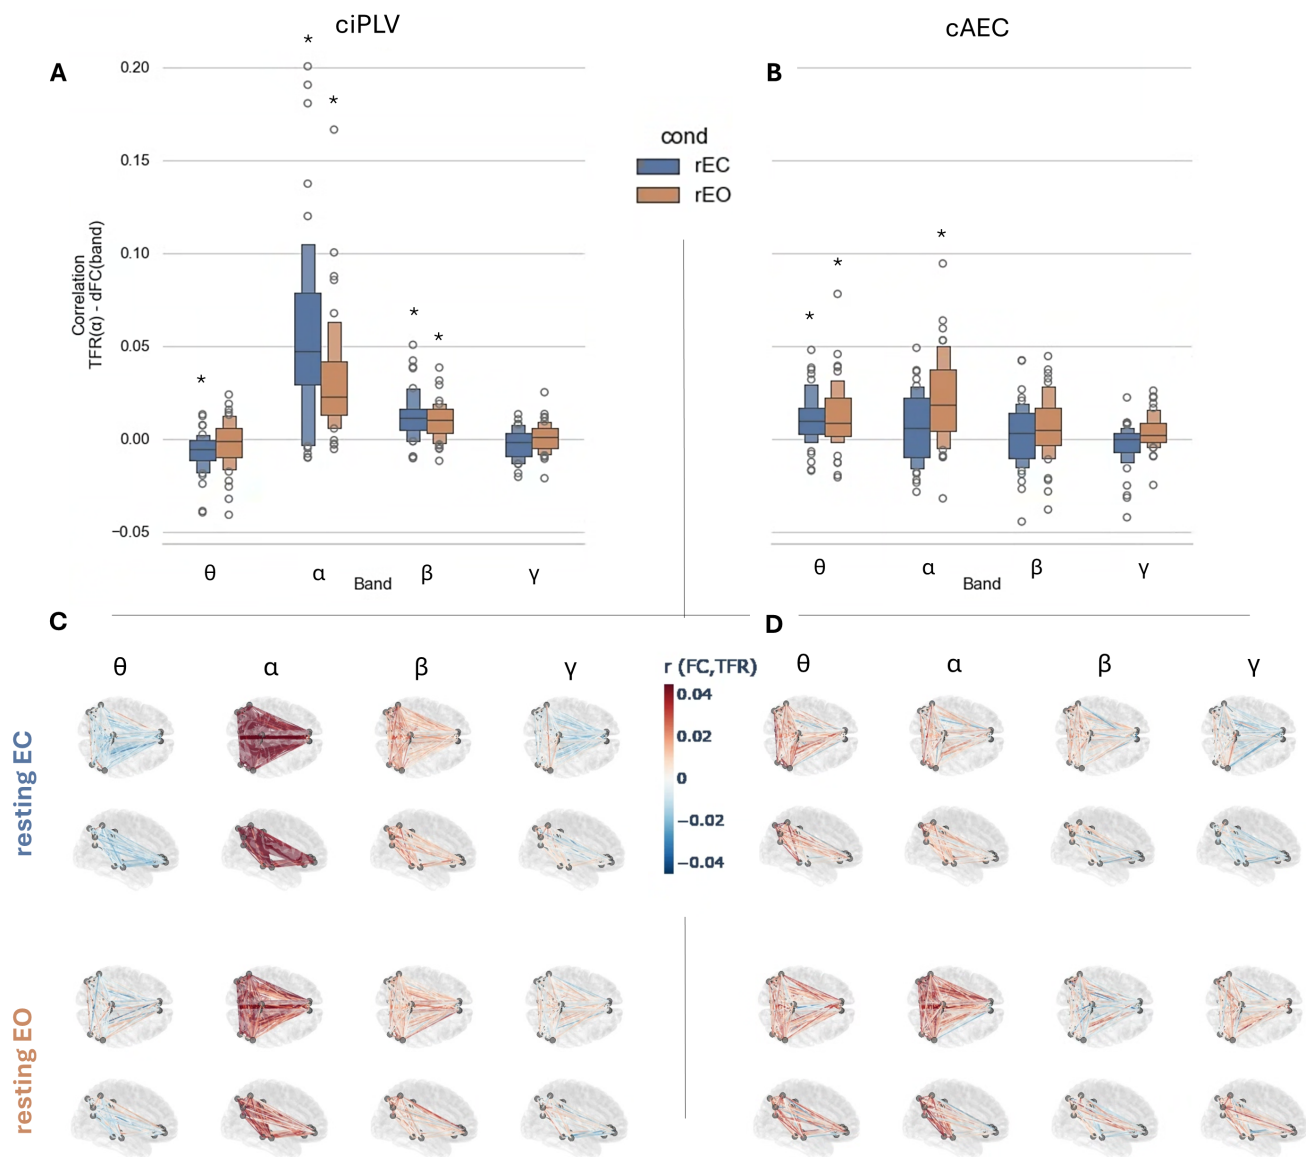 ciPLV
cAEC
A
B
0.20
0.15
0.10
0.05
0.00
−0.05
Correlation
TFR(α) - dFC(band)
*
*
*
*
*
*
*
*
cond
rEC
rEO
θ
α
β
γ
Band
θ
α
β
γ
Band
C
D
θ
α
β
γ
r (FC,TFR)
0.04
0.02
0
−0.02
−0.04
θ
α
β
γ
resting EC
resting EO